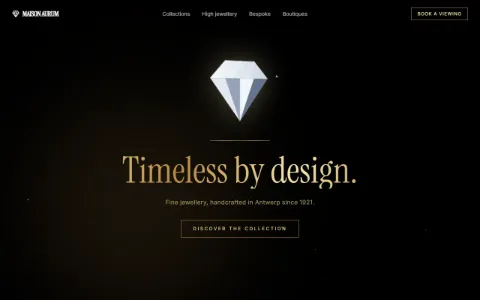 MAISON AURUM
Collections High jewellery Bespoke Boutiques
BOOK A VIEWING
Timeless by design.
Fine jewellery, handcrafted in Antwerp since 1921.
DISCOVER THE COLLECTION